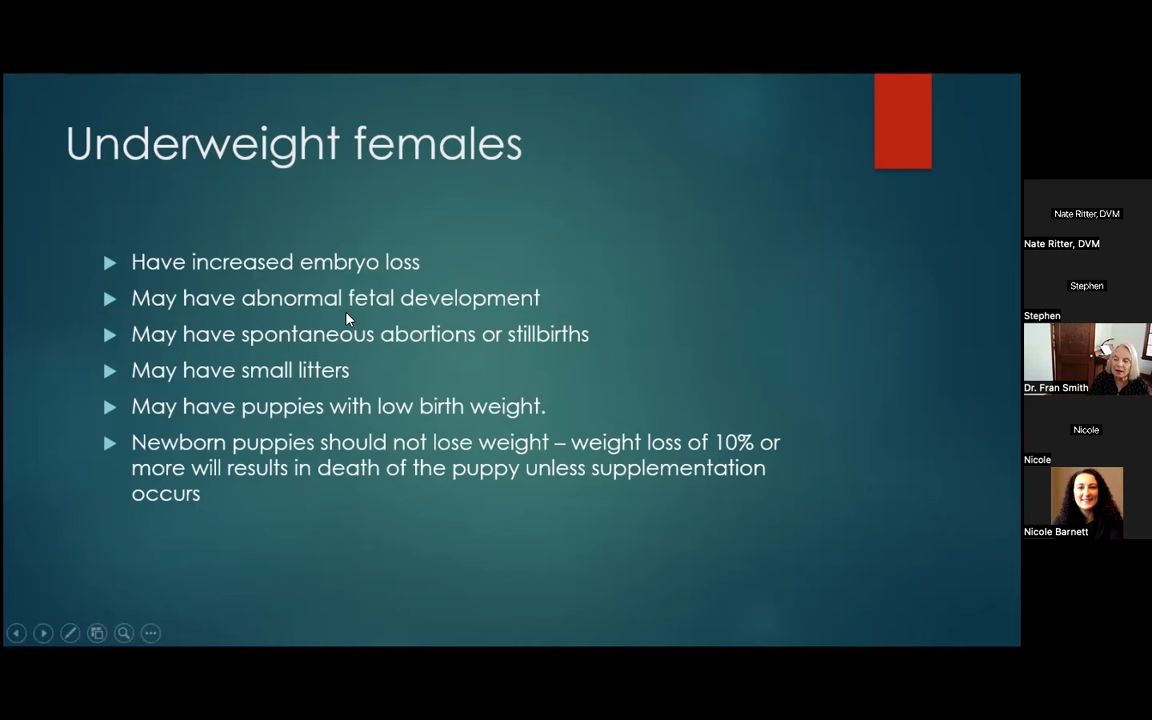 Underweight females
Have increased embryo loss
May have abnormal fetal development
May have spontaneous abortions or stillbirths
May have small litters
May have puppies with low birth weight.
Newborn puppies should not lose weight – weight loss of 10% or
more will results in death of the puppy unless supplementation
occurs
Nate Ritter, DVM
Nate Ritter, DVM
Stephen
Stephen
Dr. Fran Smith
Nicole
Nicole
Nicole Barnett